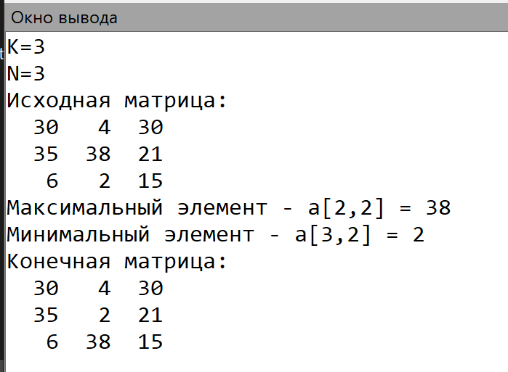 Окно вывода
K=3
N=3
Исходная матрица:
30 4 30
35 38 21
6 2 15
Максимальный элемент - a[2,2] = 38
Минимальный элемент - a[3,2] = 2
Конечная матрица:
30 4 30
35 2 21
6 38 15